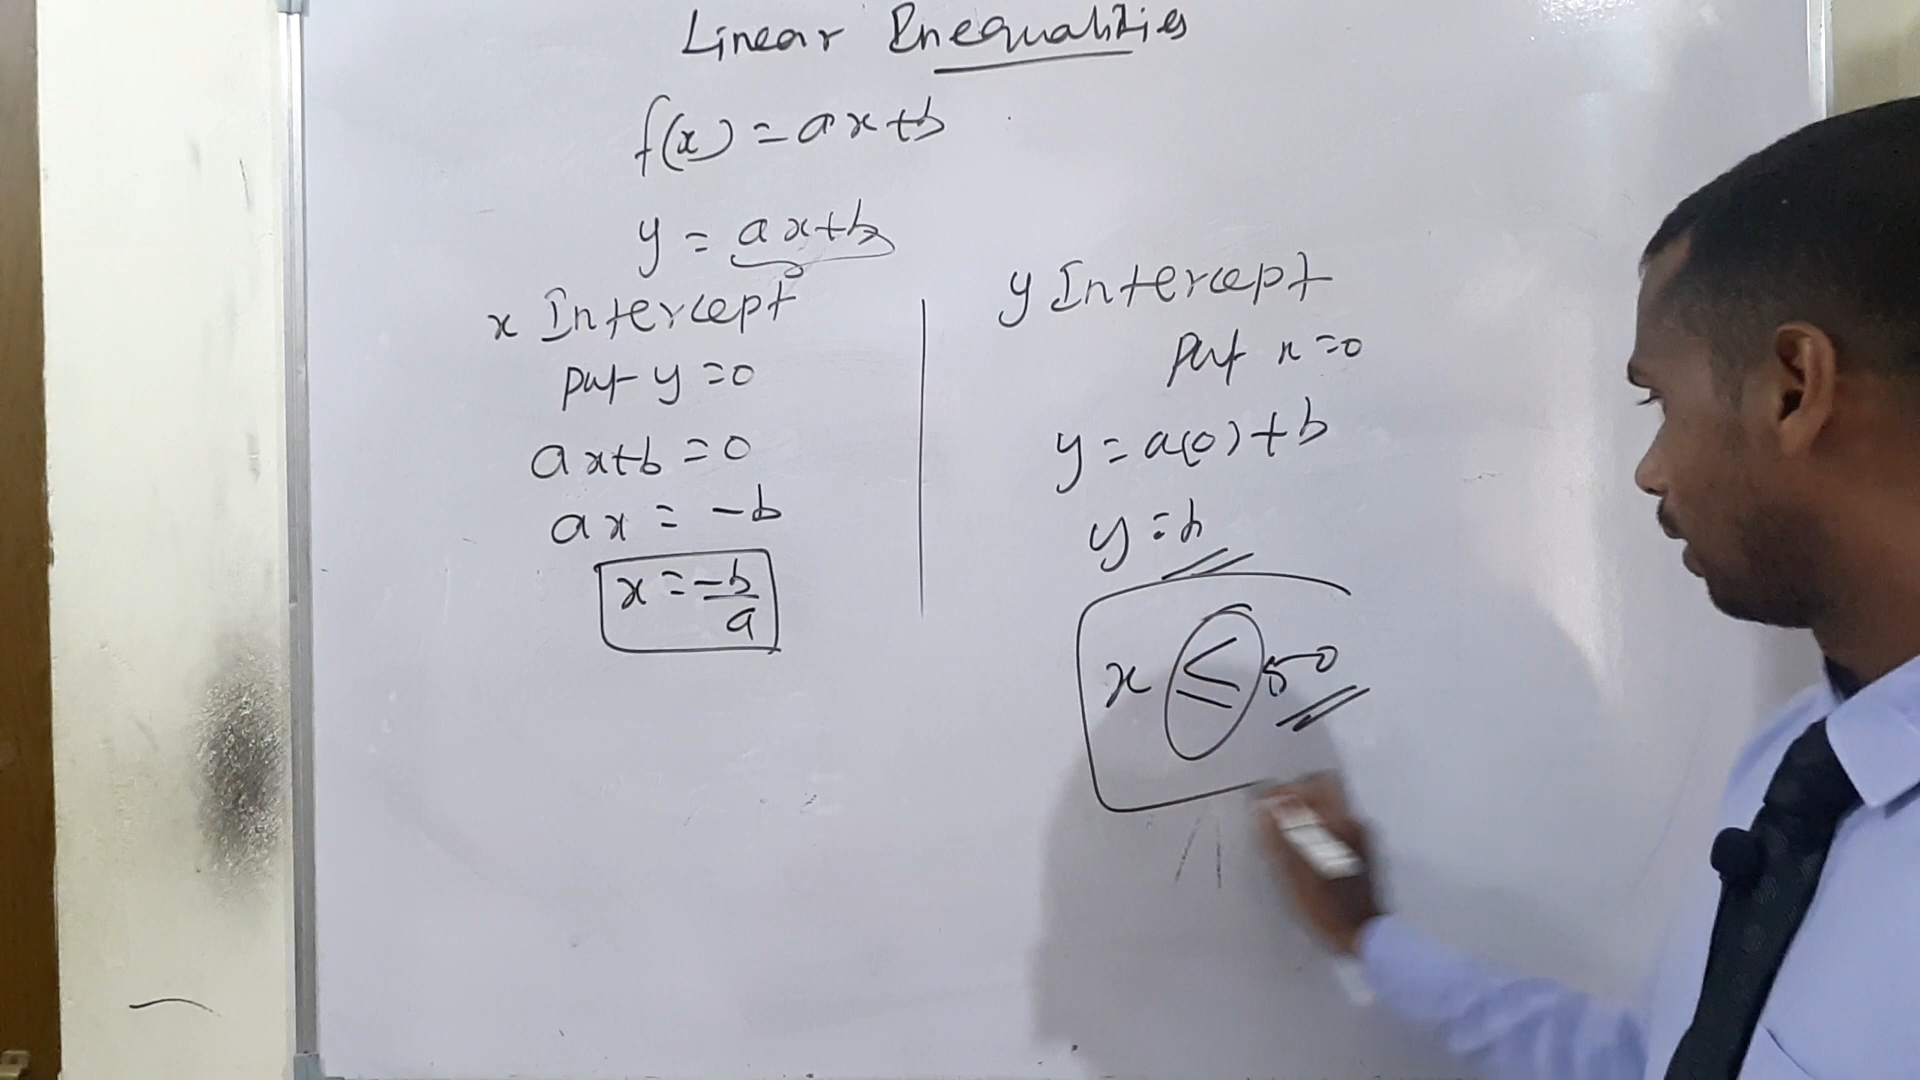 Linear Inequalities
f(x) = ax+b
y = ax+b
x Intercept
put y = 0
ax+b = 0
ax = -b
x = -b/a
y Intercept
put x = 0
y = a(0) + b
y = b
x ≤ 50